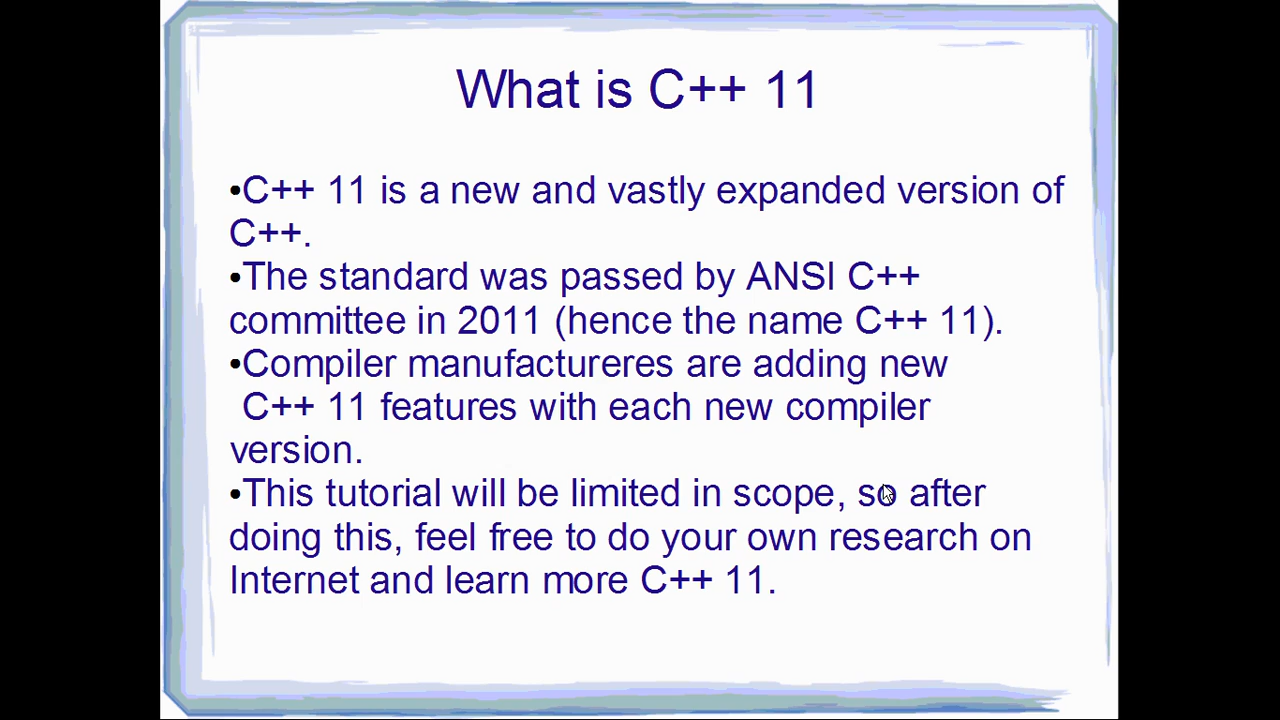 What is C++ 11
•C++ 11 is a new and vastly expanded version of
C++.
•The standard was passed by ANSI C++
committee in 2011 (hence the name C++ 11).
•Compiler manufactureres are adding new
C++ 11 features with each new compiler
version.
•This tutorial will be limited in scope, so after
doing this, feel free to do your own research on
Internet and learn more C++ 11.